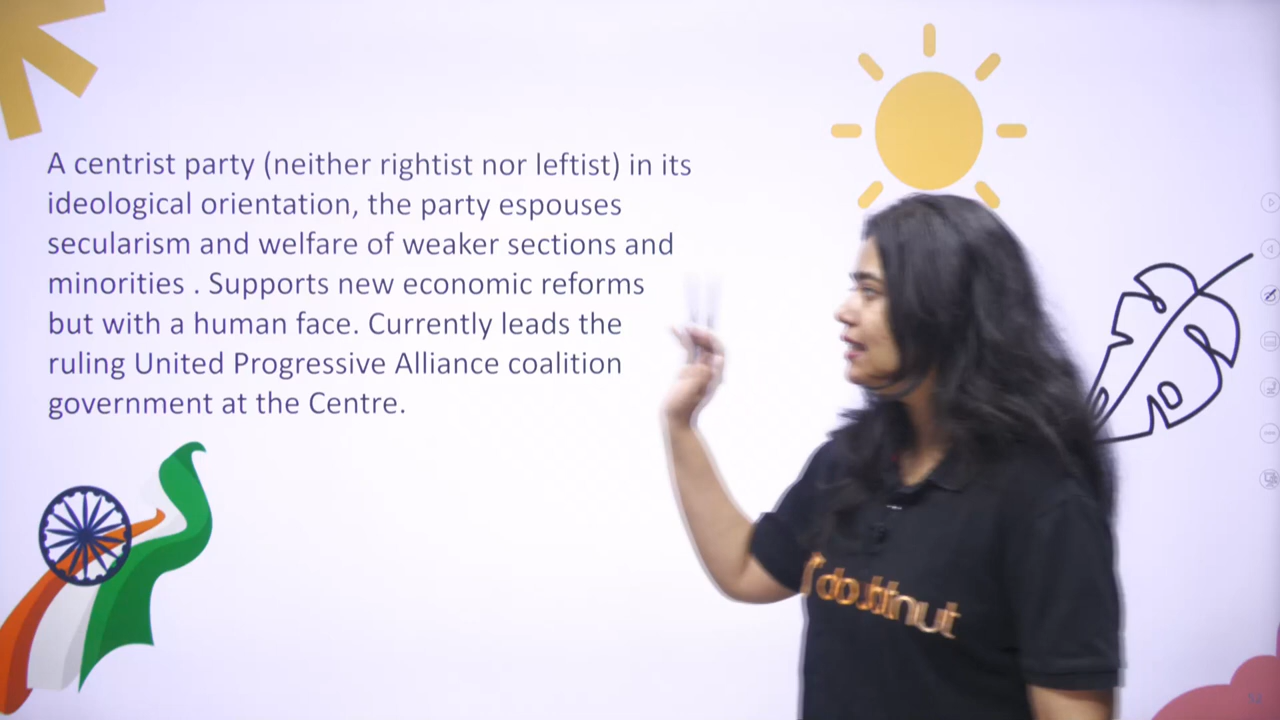 A centrist party (neither rightist nor leftist) in its
ideological orientation, the party espouses
secularism and welfare of weaker sections and
minorities . Supports new economic reforms
but with a human face. Currently leads the
ruling United Progressive Alliance coalition
government at the Centre.
doubtnut